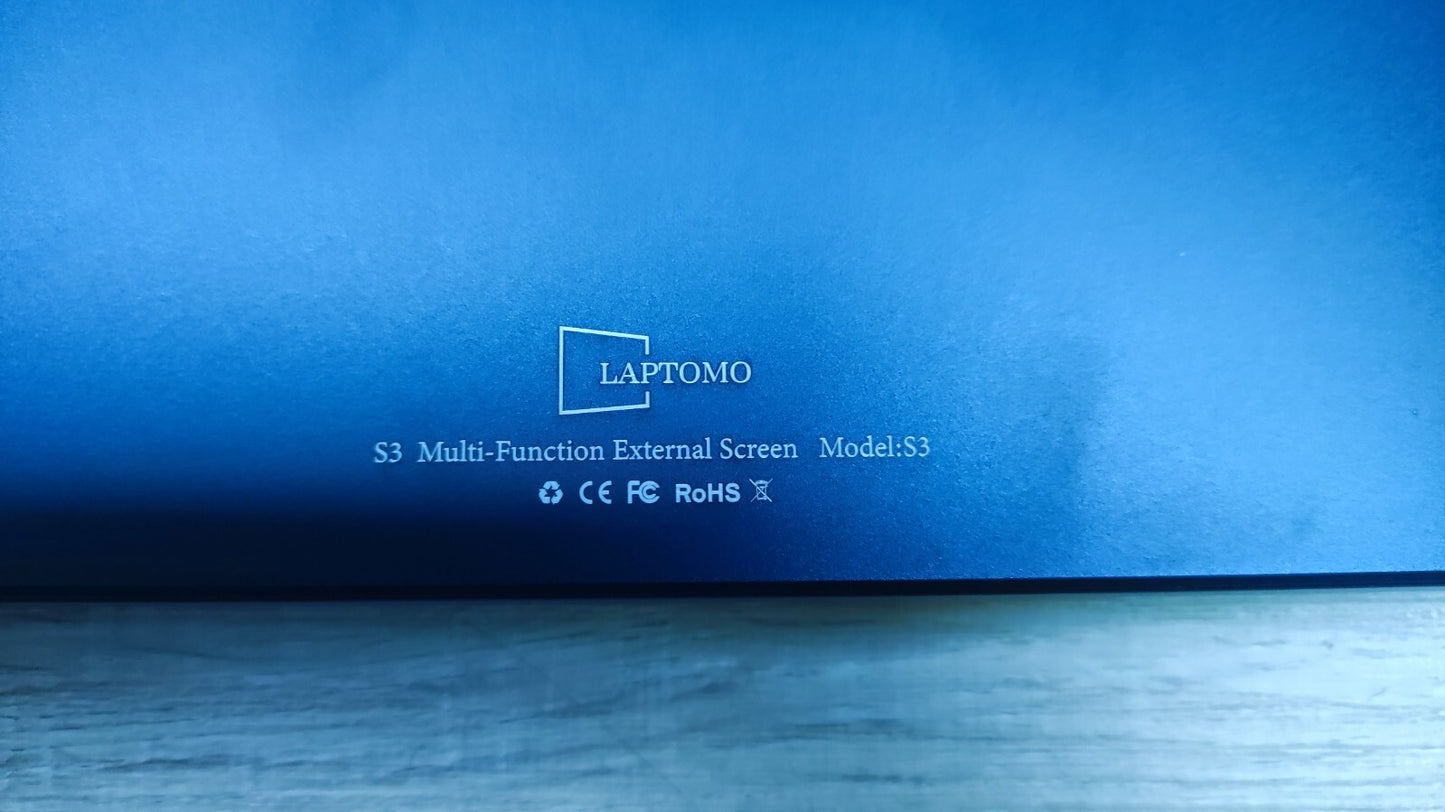 LAPTOMO
S3 Multi-Function External Screen Model:S3
CE FC RoHS